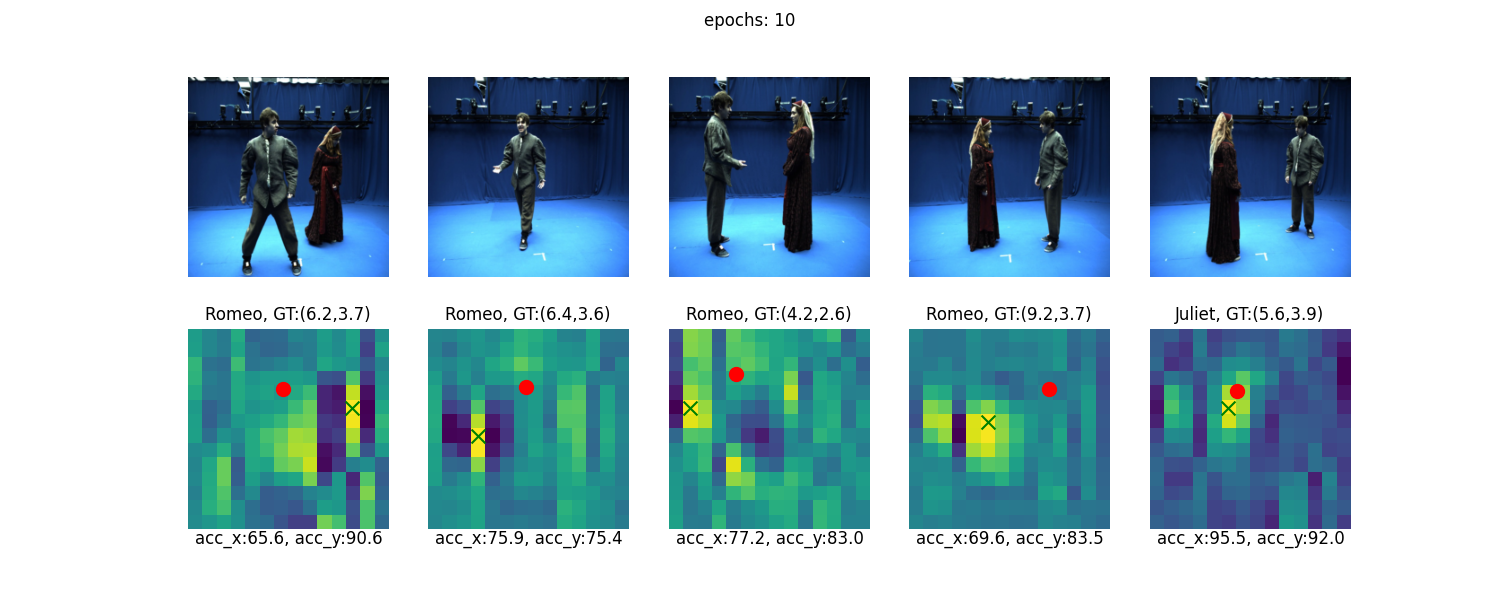 epochs: 10
Romeo, GT:(6.2,3.7)
Romeo, GT:(6.4,3.6)
Romeo, GT:(4.2,2.6)
Romeo, GT:(9.2,3.7)
Juliet, GT:(5.6,3.9)
acc_x:65.6, acc_y:90.6
acc_x:75.9, acc_y:75.4
acc_x:77.2, acc_y:83.0
acc_x:69.6, acc_y:83.5
acc_x:95.5, acc_y:92.0